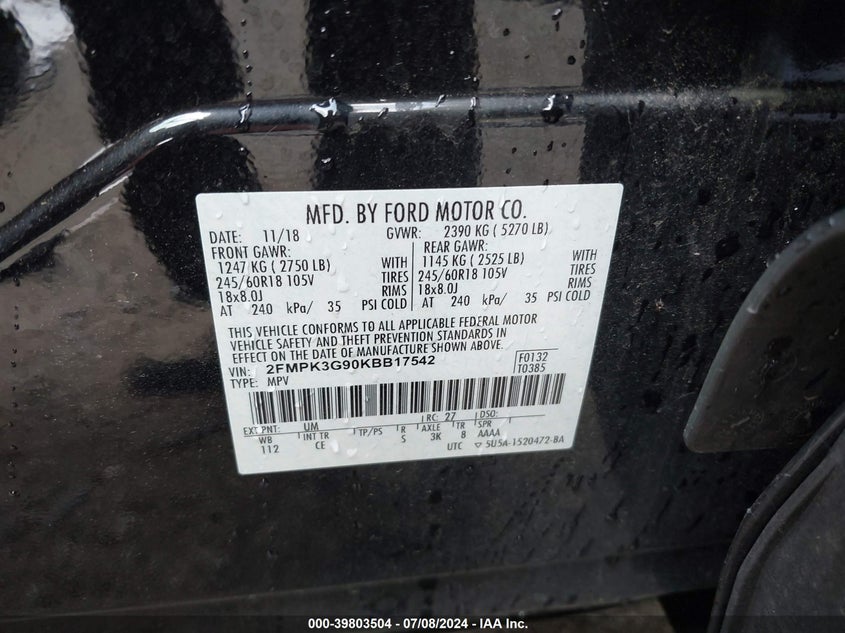 MFD. BY FORD MOTOR CO.
DATE: 11/18 GVWR: 2390 KG ( 5270 LB)
FRONT GAWR: REAR GAWR:
1247 KG ( 2750 LB) WITH 1145 KG ( 2525 LB) WITH
245/60R18 105V TIRES 245/60R18 105V TIRES
18x8.0J RIMS 18x8.0J RIMS
AT 240 kPa/ 35 PSI COLD AT 240 kPa/ 35 PSI COLD
THIS VEHICLE CONFORMS TO ALL APPLICABLE FEDERAL MOTOR
VEHICLE SAFETY AND THEFT PREVENTION STANDARDS IN
EFFECT ON THE DATE OF MANUFACTURE SHOWN ABOVE.
VIN: 2FMPK3G90KBB17542 F0132
TYPE: MPV T0385
EXT PNT: UM RC: 27 DSO:
WB INT TR TP/PS R AXLE TR SPR
112 CE S 3K 8 AAAA
UTC 5U5A-1520472-BA
000-39803504 / 07/08/2024 - IAA Inc.